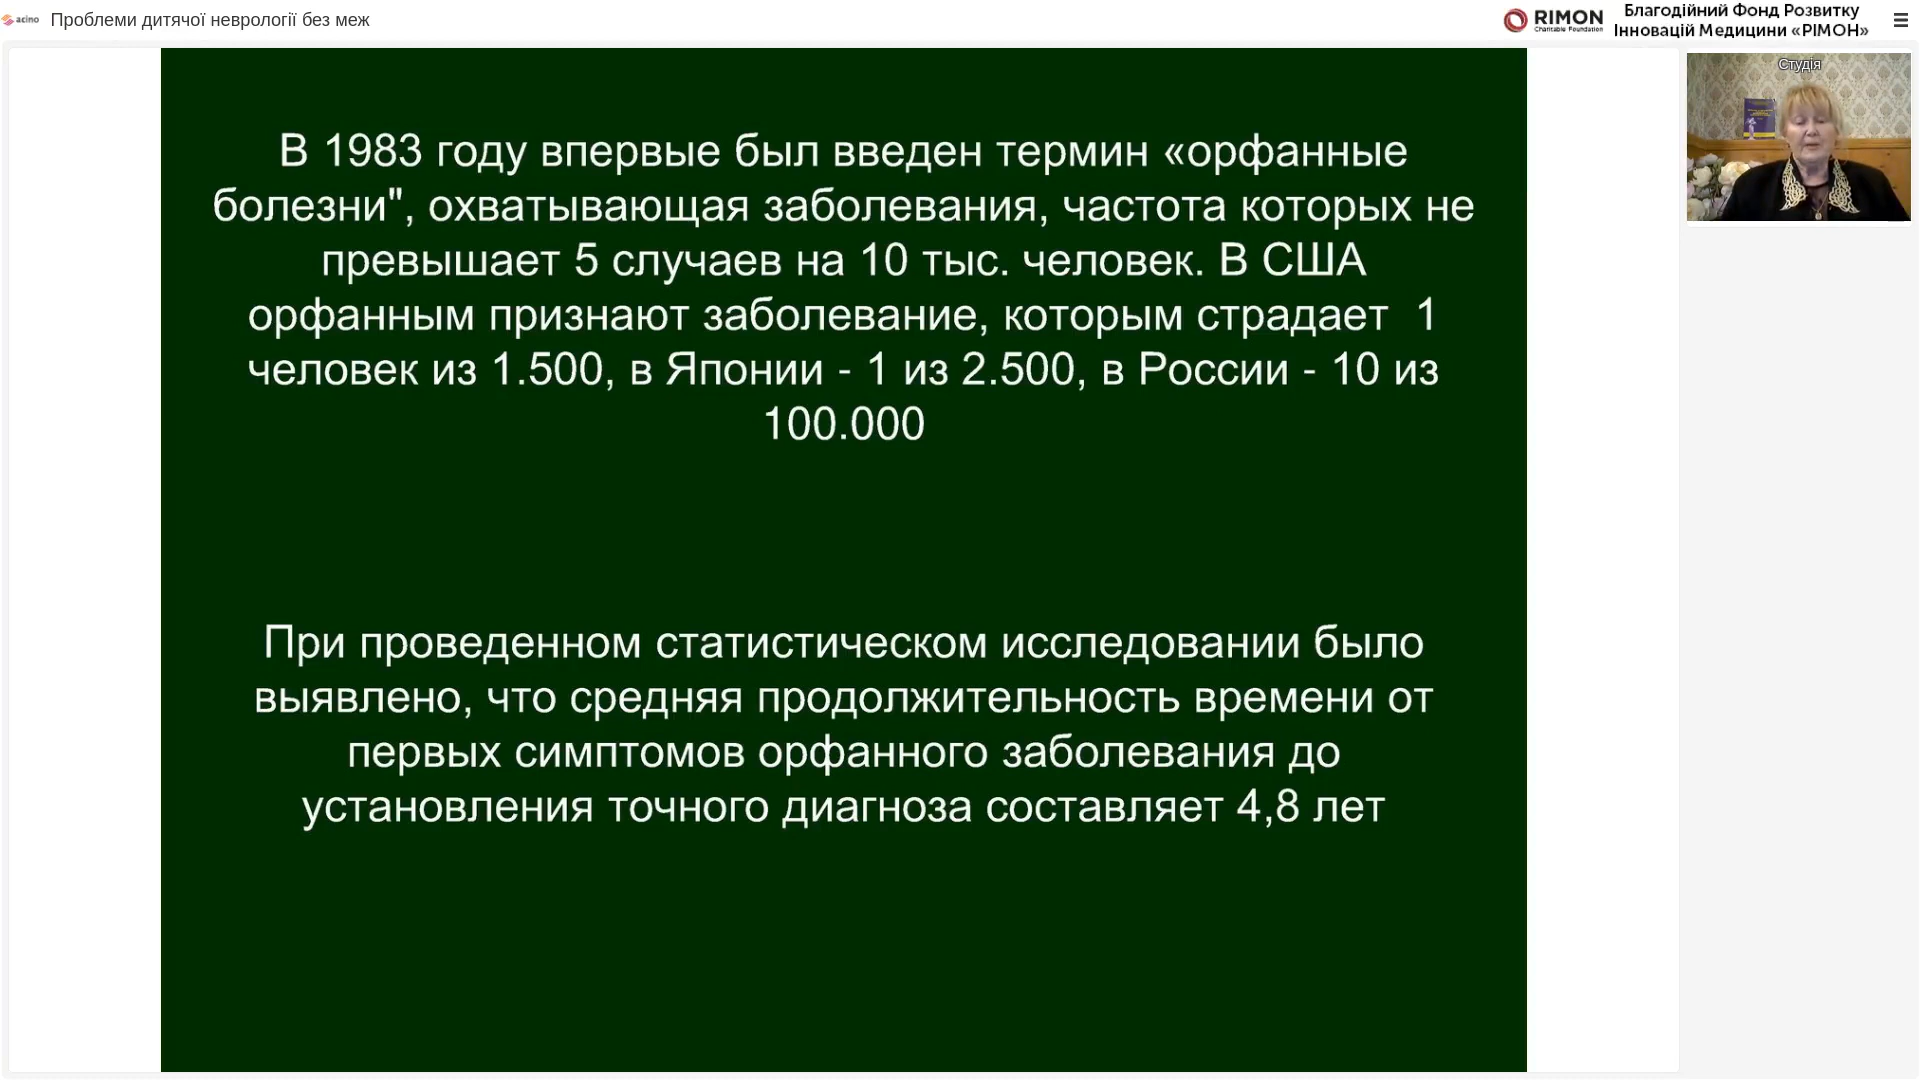 acino
Проблеми дитячої неврології без меж
RIMON
Charitable Foundation
Благодійний Фонд Розвитку
Інновацій Медицини «РІМОН»
Студія
В 1983 году впервые был введен термин «орфанные
болезни", охватывающая заболевания, частота которых не
превышает 5 случаев на 10 тыс. человек. В США
орфанным признают заболевание, которым страдает  1
человек из 1.500, в Японии - 1 из 2.500, в России - 10 из
100.000
При проведенном статистическом исследовании было
выявлено, что средняя продолжительность времени от
первых симптомов орфанного заболевания до
установления точного диагноза составляет 4,8 лет